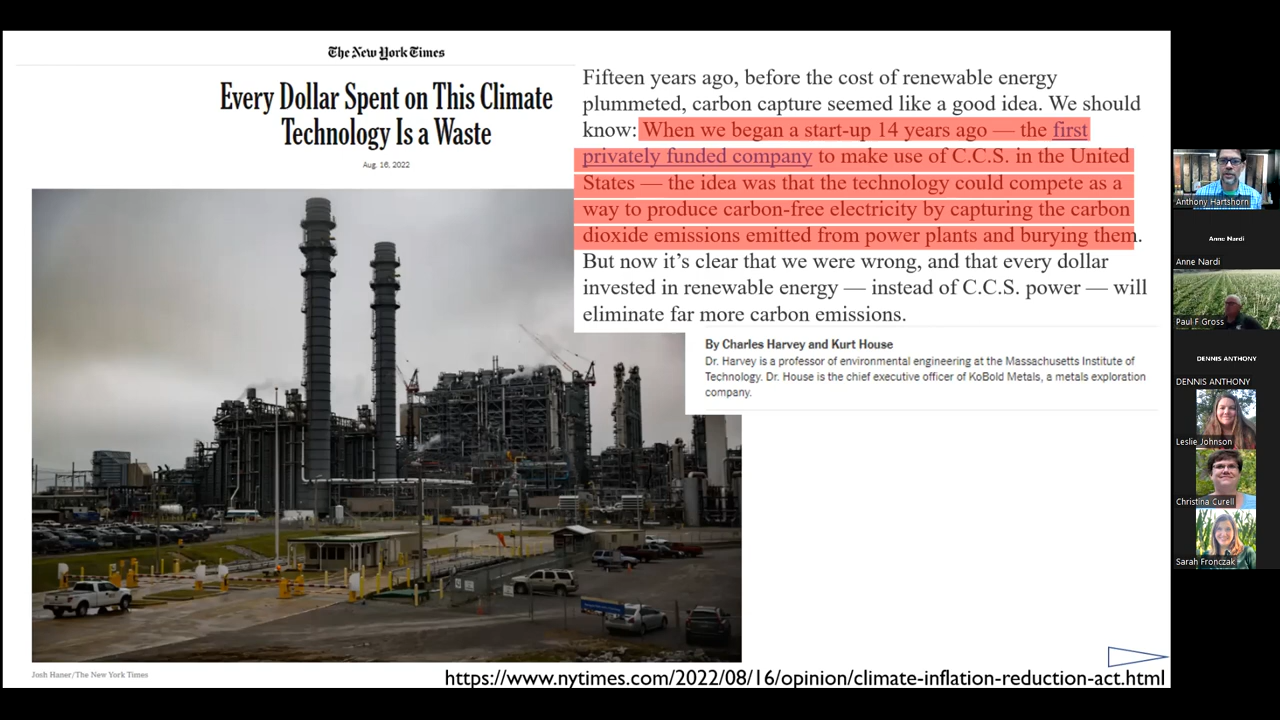 The New York Times
Every Dollar Spent on This Climate
Technology Is a Waste
Aug. 16, 2022
Fifteen years ago, before the cost of renewable energy
plummeted, carbon capture seemed like a good idea. We should
know: When we began a start-up 14 years ago — the first
privately funded company to make use of C.C.S. in the United
States — the idea was that the technology could compete as a
way to produce carbon-free electricity by capturing the carbon
dioxide emissions emitted from power plants and burying them.
But now it’s clear that we were wrong, and that every dollar
invested in renewable energy — instead of C.C.S. power — will
eliminate far more carbon emissions.
By Charles Harvey and Kurt House
Dr. Harvey is a professor of environmental engineering at the Massachusetts Institute of
Technology. Dr. House is the chief executive officer of KoBold Metals, a metals exploration
company.
Josh Haner/The New York Times
https://www.nytimes.com/2022/08/16/opinion/climate-inflation-reduction-act.html
Anthony Hartshorn
Anne Nardi
Anne Nardi
Paul F Gross
DENNIS ANTHONY
DENNIS ANTHONY
Leslie Johnson
Christina Curell
Sarah Fronczak